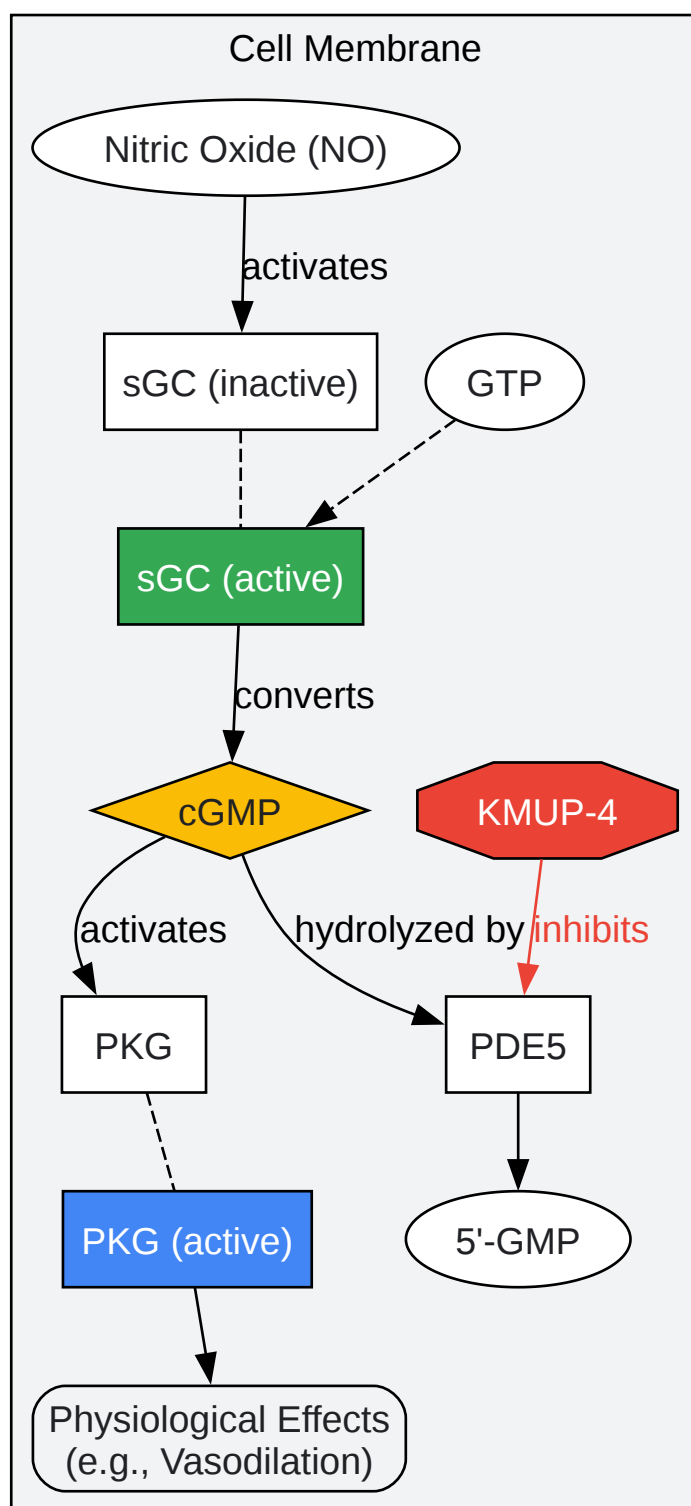 Cell Membrane
Nitric Oxide (NO)
activates
sGC (inactive)
GTP
sGC (active)
converts
cGMP
KMUP-4
activates
hydrolyzed by
inhibits
PKG
PDE5
PKG (active)
5'-GMP
Physiological Effects
(e.g., Vasodilation)